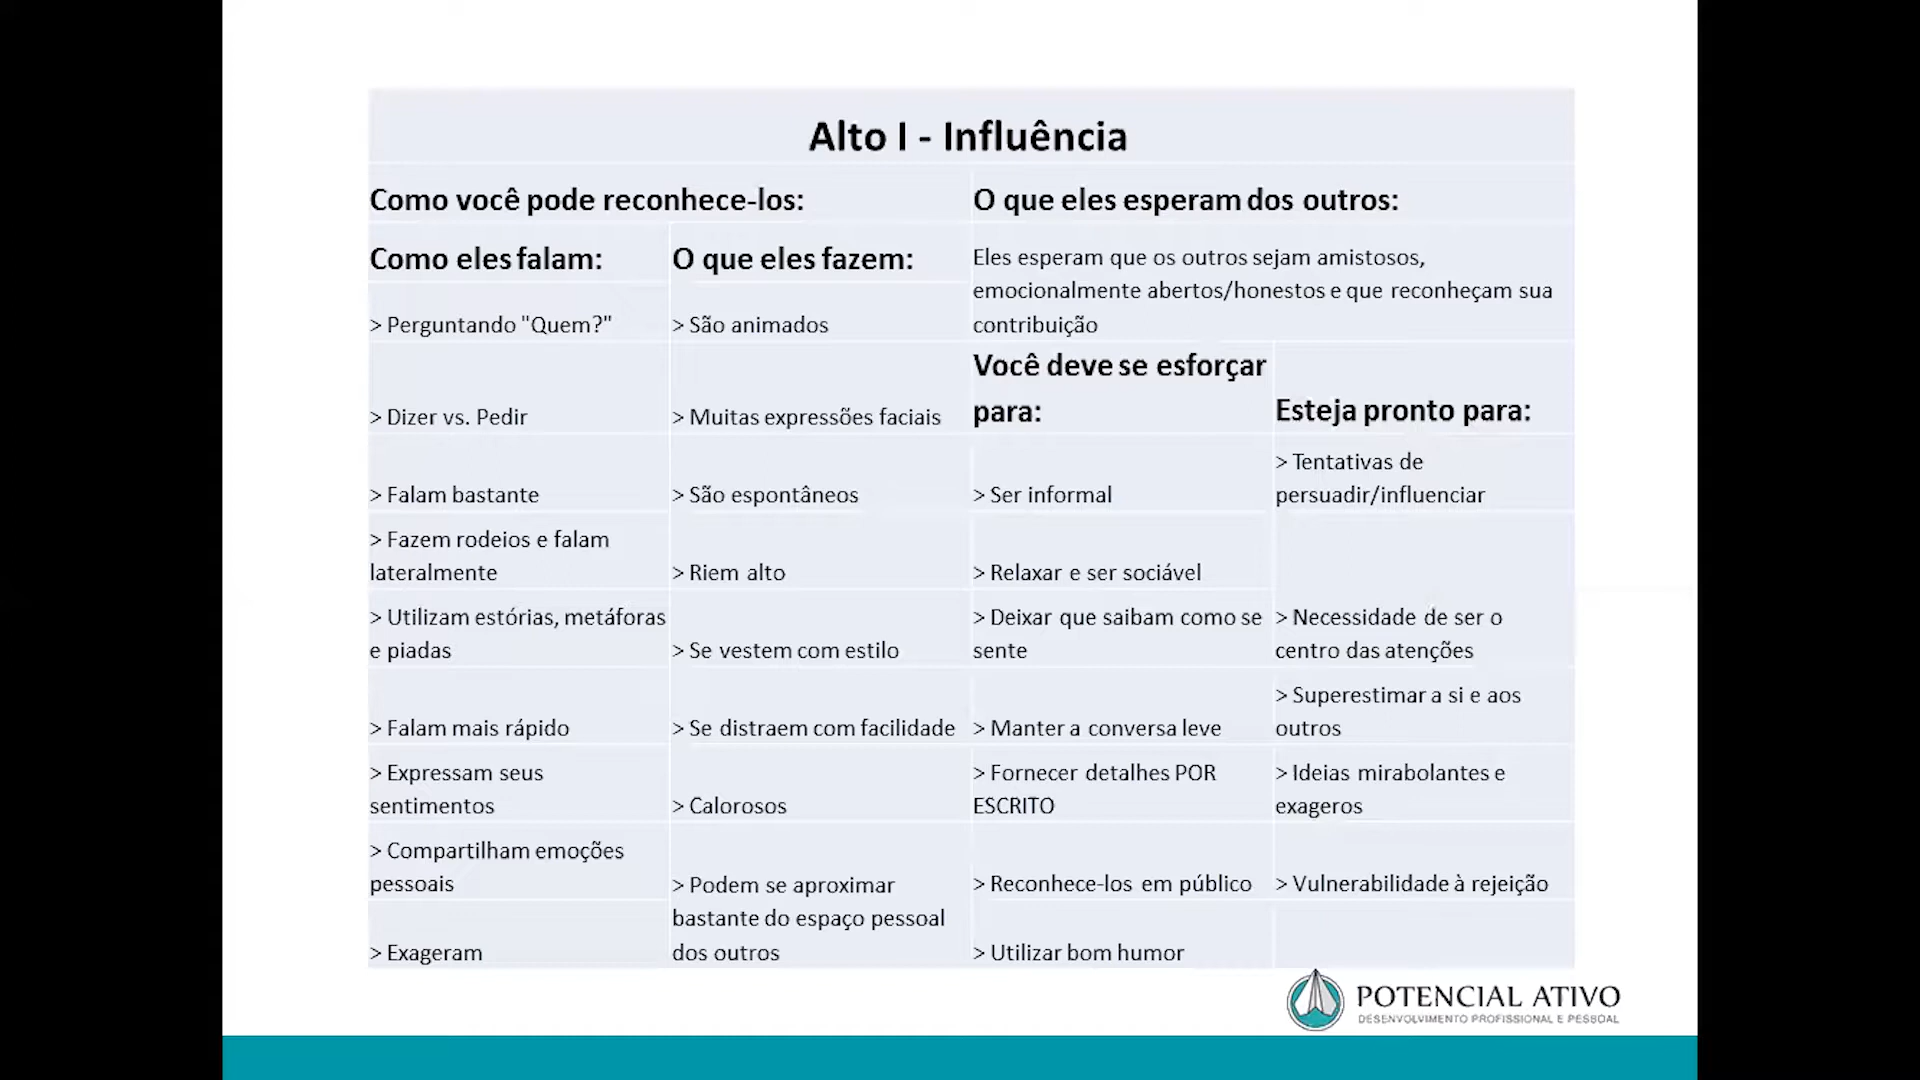 Alto I - Influência
Como você pode reconhece-los:
O que eles esperam dos outros:
Como eles falam:
O que eles fazem:
Eles esperam que os outros sejam amistosos,
emocionalmente abertos/honestos e que reconheçam sua
contribuição
> Perguntando "Quem?"
> São animados
Você deve se esforçar
para:
Esteja pronto para:
> Dizer vs. Pedir
> Muitas expressões faciais
> Falam bastante
> São espontâneos
> Ser informal
> Tentativas de
persuadir/influenciar
> Fazem rodeios e falam
lateralmente
> Riem alto
> Relaxar e ser sociável
> Utilizam estórias, metáforas
e piadas
> Se vestem com estilo
> Deixar que saibam como se
sente
> Necessidade de ser o
centro das atenções
> Falam mais rápido
> Se distraem com facilidade
> Manter a conversa leve
> Superestimar a si e aos
outros
> Expressam seus
sentimentos
> Calorosos
> Fornecer detalhes POR
ESCRITO
> Ideias mirabolantes e
exageros
> Compartilham emoções
pessoais
> Podem se aproximar
bastante do espaço pessoal
dos outros
> Reconhece-los em público
> Vulnerabilidade à rejeição
> Exageram
> Utilizar bom humor
POTENCIAL ATIVO
DESENVOLVIMENTO PROFISSIONAL E PESSOAL